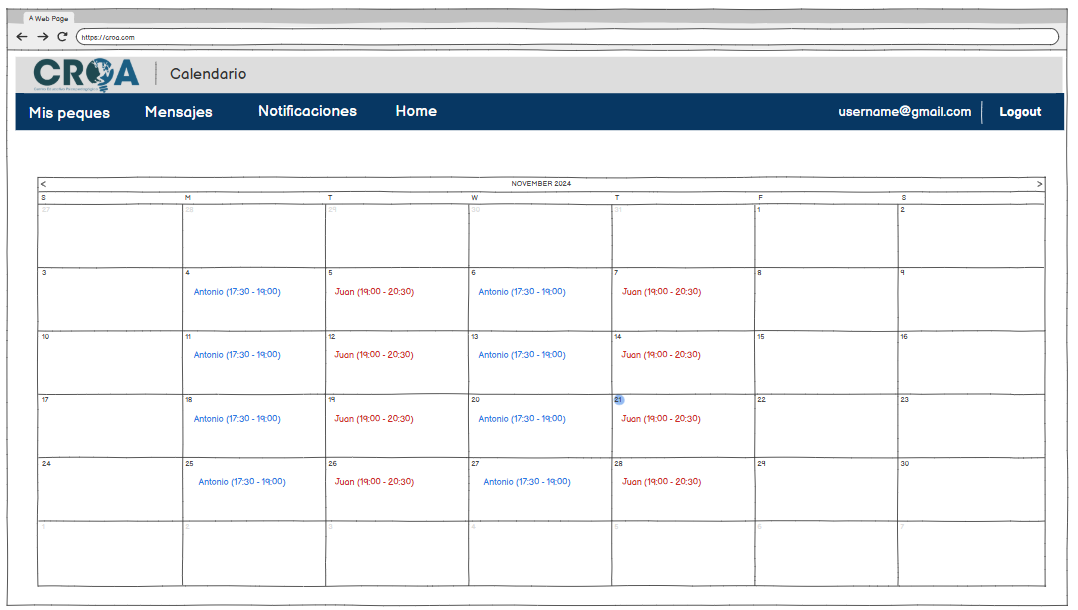 A Web Page
https://croa.com
CROA
Calendario
Mis peques Mensajes Notificaciones Home username@gmail.com Logout
< NOVEMBER 2024 >
S M T W T F S
27 28 29 30 31 1 2
3 4 5 6 7 8 9
Antonio (17:30 - 19:00) Juan (19:00 - 20:30) Antonio (17:30 - 19:00) Juan (19:00 - 20:30)
10 11 12 13 14 15 16
Antonio (17:30 - 19:00) Juan (19:00 - 20:30) Antonio (17:30 - 19:00) Juan (19:00 - 20:30)
17 18 19 20 21 22 23
Antonio (17:30 - 19:00) Juan (19:00 - 20:30) Antonio (17:30 - 19:00) Juan (19:00 - 20:30)
24 25 26 27 28 29 30
Antonio (17:30 - 19:00) Juan (19:00 - 20:30) Antonio (17:30 - 19:00) Juan (19:00 - 20:30)
1 2 3 4 5 6 7